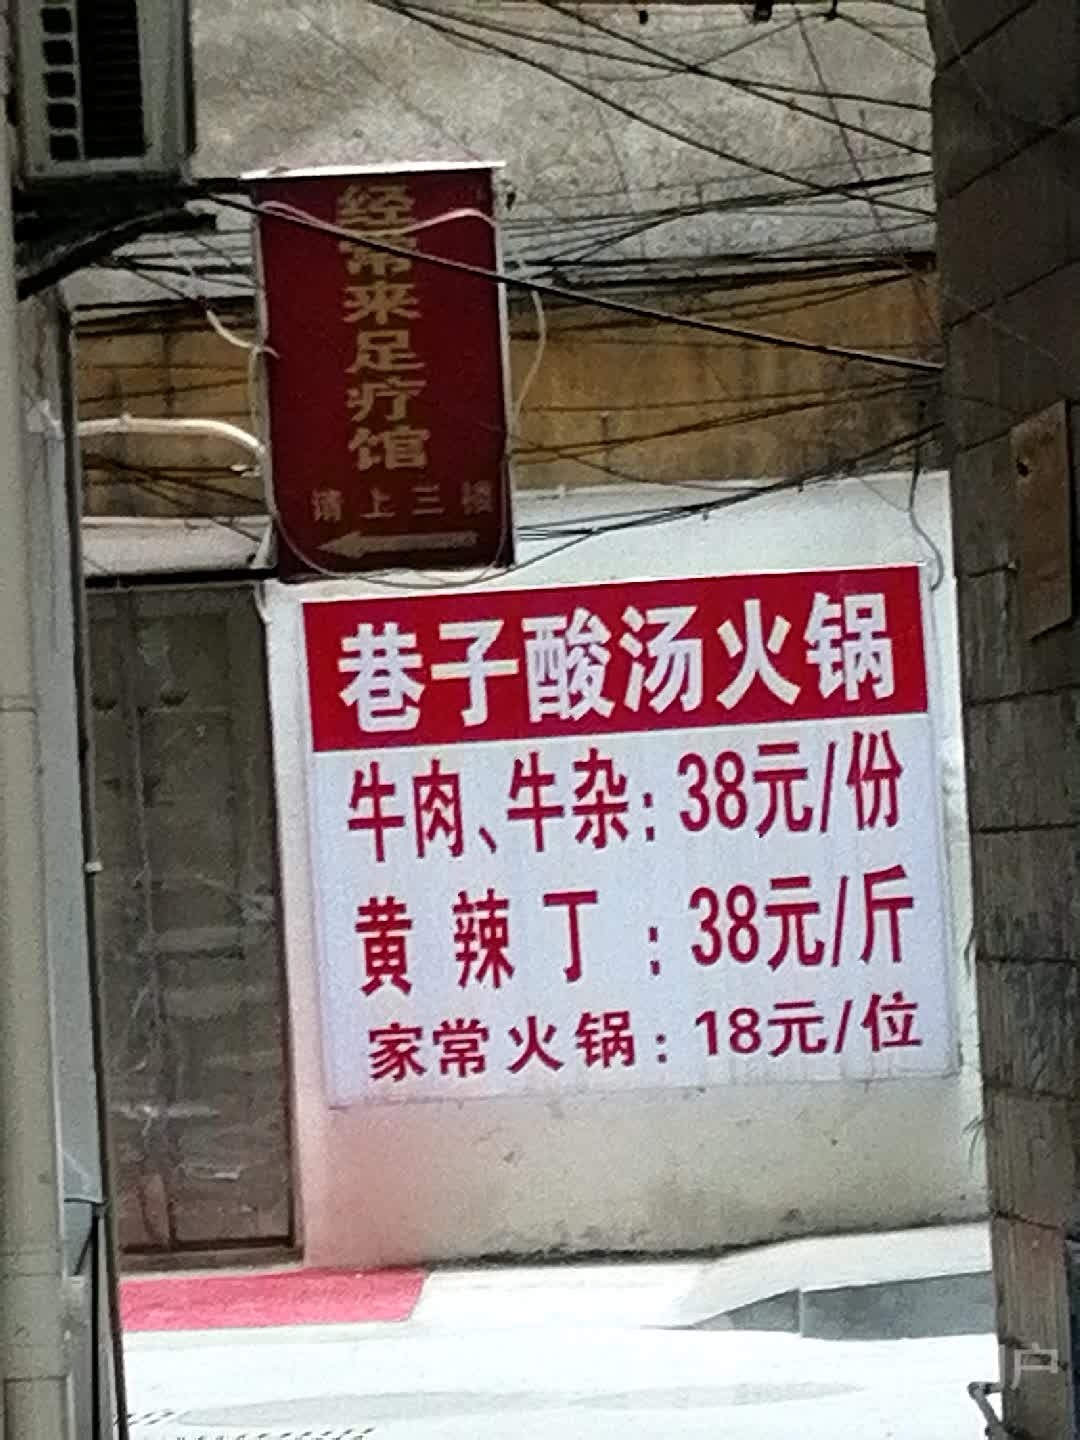 经常来足疗馆
请上三楼
巷子酸汤火锅
牛肉、牛杂：38元/份
黄辣丁：38元/斤
家常火锅：18元/位
户